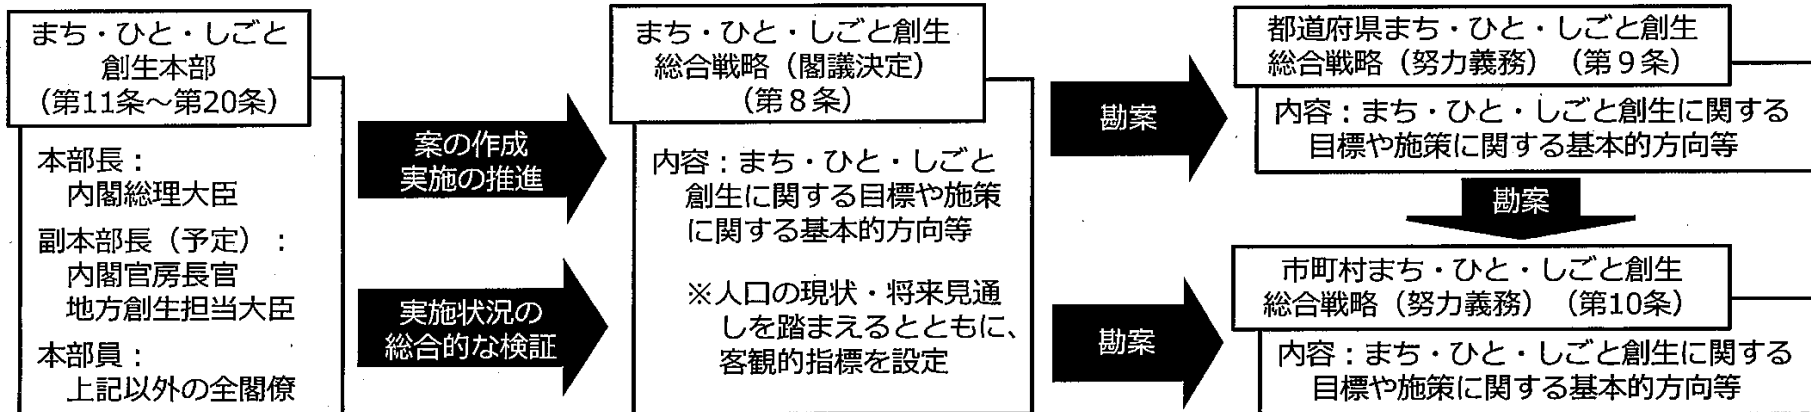 まち・ひと・しごと
創生本部
（第11条～第20条）
本部長：
内閣総理大臣
副本部長（予定）：
内閣官房長官
地方創生担当大臣
本部員：
上記以外の全閣僚
案の作成
実施の推進
実施状況の
総合的な検証
まち・ひと・しごと創生
総合戦略（閣議決定）
（第８条）
内容：まち・ひと・しごと
創生に関する目標や施策
に関する基本的方向等
※人口の現状・将来見通
しを踏まえるとともに、
客観的指標を設定
勘案
勘案
都道府県まち・ひと・しごと創生
総合戦略（努力義務）（第９条）
内容：まち・ひと・しごと創生に関する
目標や施策に関する基本的方向等
勘案
市町村まち・ひと・しごと創生
総合戦略（努力義務）（第10条）
内容：まち・ひと・しごと創生に関する
目標や施策に関する基本的方向等